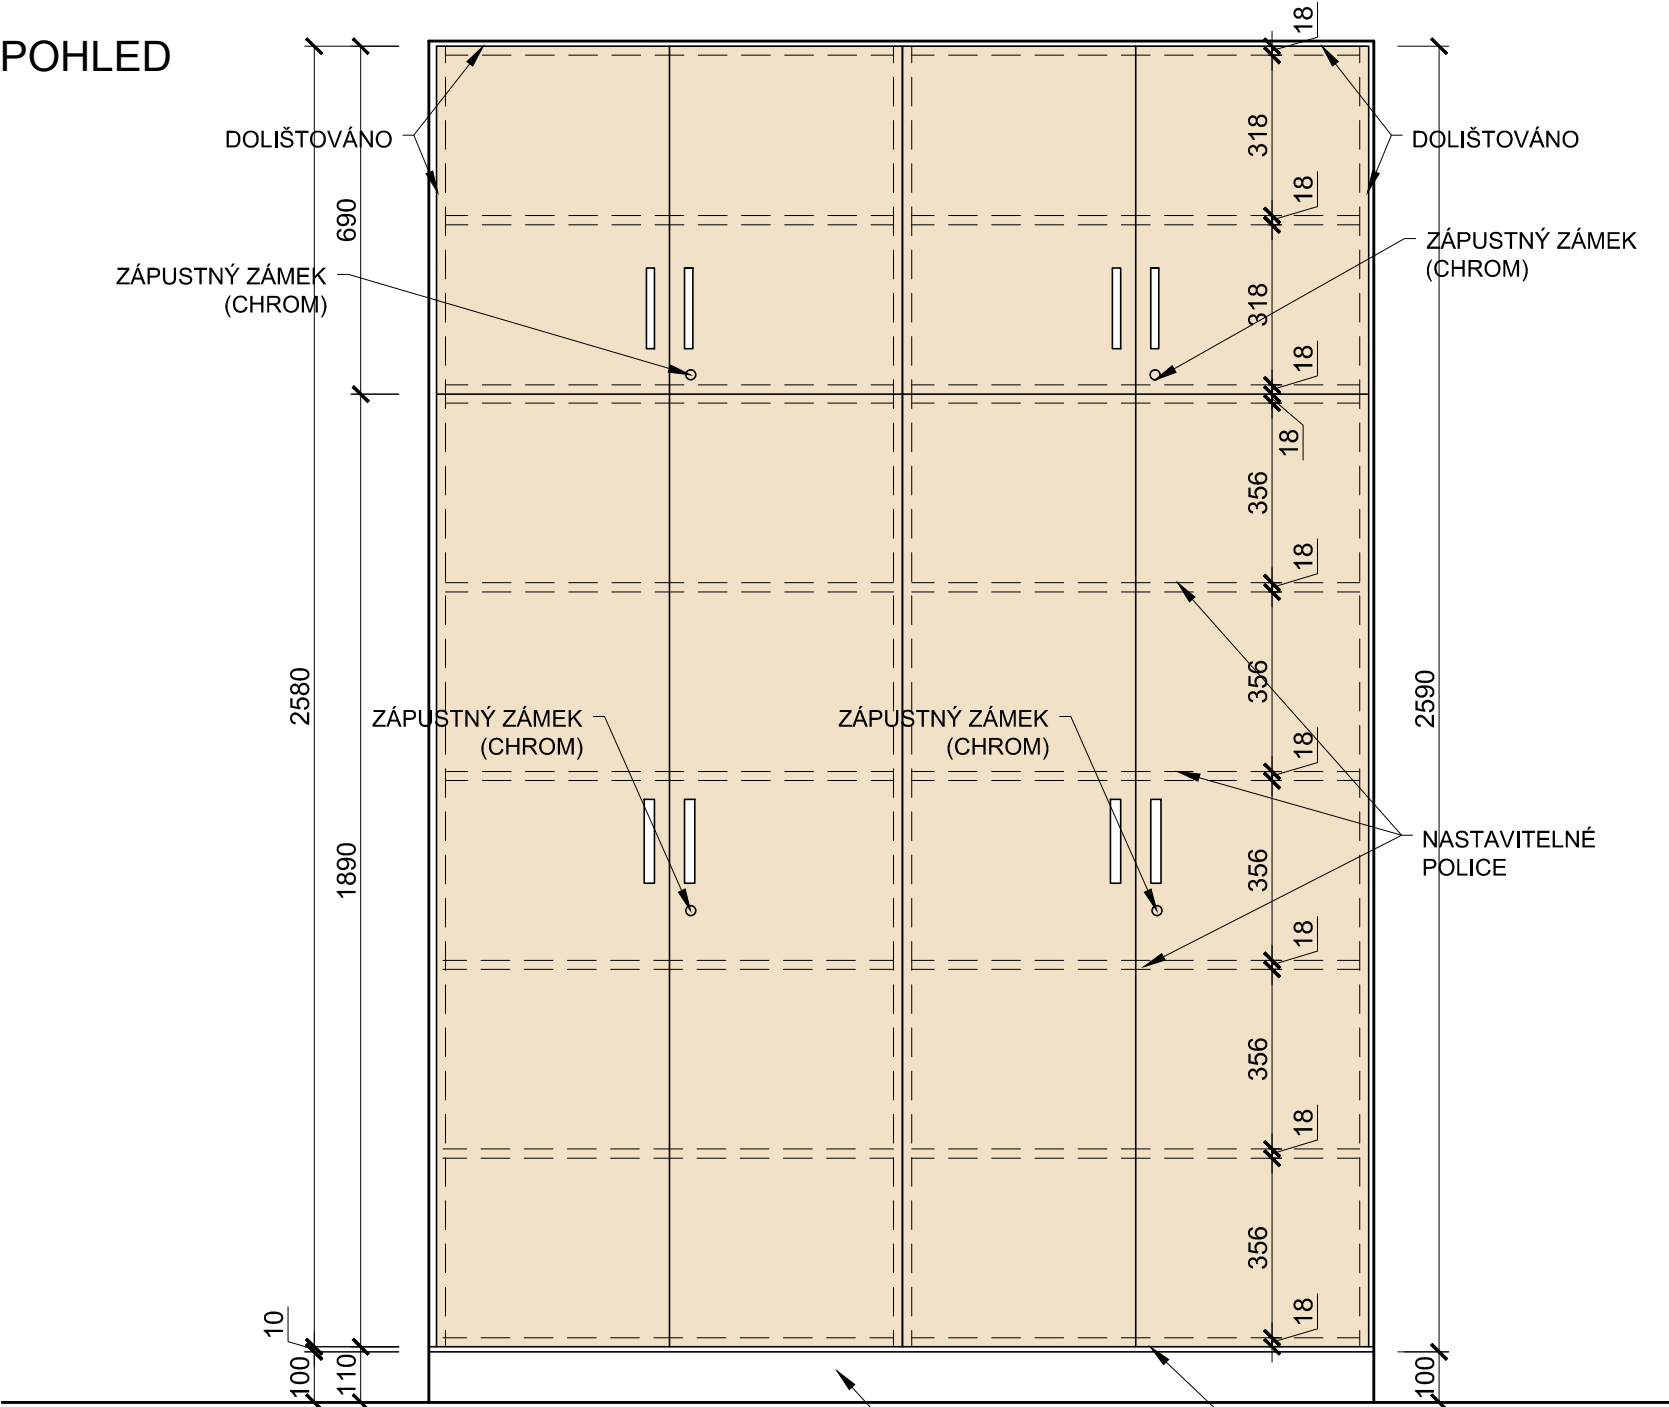 POHLED
18
DOLIŠTOVÁNO
318
DOLIŠTOVÁNO
18
690
ZÁPUSTNÝ ZÁMEK
(CHROM)
318
ZÁPUSTNÝ ZÁMEK
(CHROM)
18
18
356
18
2580
356
2590
ZÁPUSTNÝ ZÁMEK
(CHROM)
ZÁPUSTNÝ ZÁMEK
(CHROM)
18
1890
356
NASTAVITELNÉ
POLICE
18
356
18
356
10
18
100
110
100